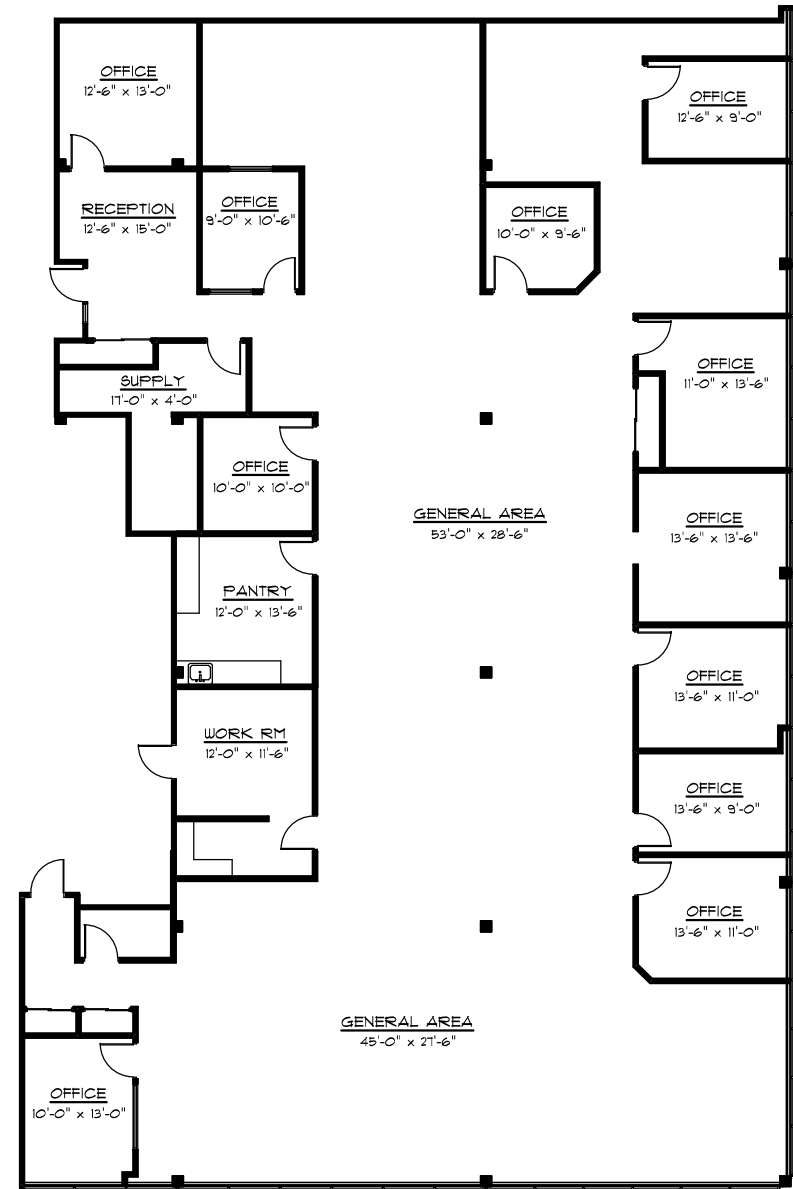 OFFICE
12'-6" x 13'-0"
OFFICE
12'-6" x 9'-0"
RECEPTION
12'-6" x 15'-0"
OFFICE
9'-0" x 10'-6"
OFFICE
10'-0" x 9'-6"
OFFICE
11'-0" x 13'-6"
SUPPLY
17'-0" x 4'-0"
OFFICE
10'-0" x 10'-0"
GENERAL AREA
53'-0" x 28'-6"
OFFICE
13'-6" x 13'-6"
PANTRY
12'-0" x 13'-6"
OFFICE
13'-6" x 11'-0"
WORK RM
12'-0" x 11'-6"
OFFICE
13'-6" x 9'-0"
OFFICE
13'-6" x 11'-0"
GENERAL AREA
45'-0" x 27'-6"
OFFICE
10'-0" x 13'-0"